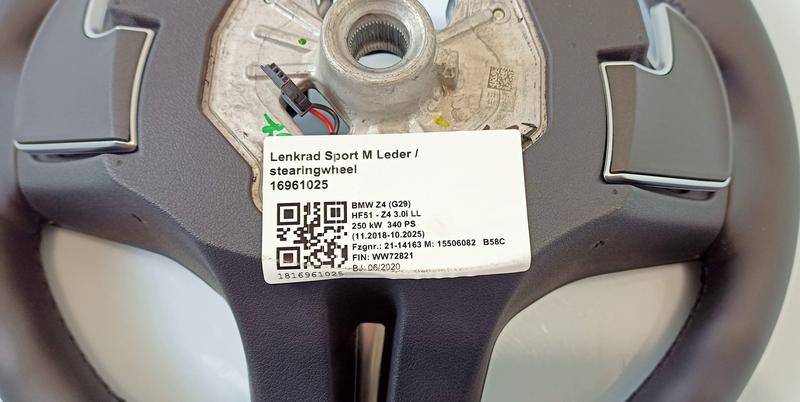 Lenkrad Sport M Leder /
stearingwheel
16961025
BMW Z4 (G29)
HF51 - Z4 3.0i LL
250 kW 340 PS
(11.2018-10.2025)
Fzgnr.: 21-14163 M: 15506082 B58C
FIN: WW72821
BJ: 06/2020
1816961025